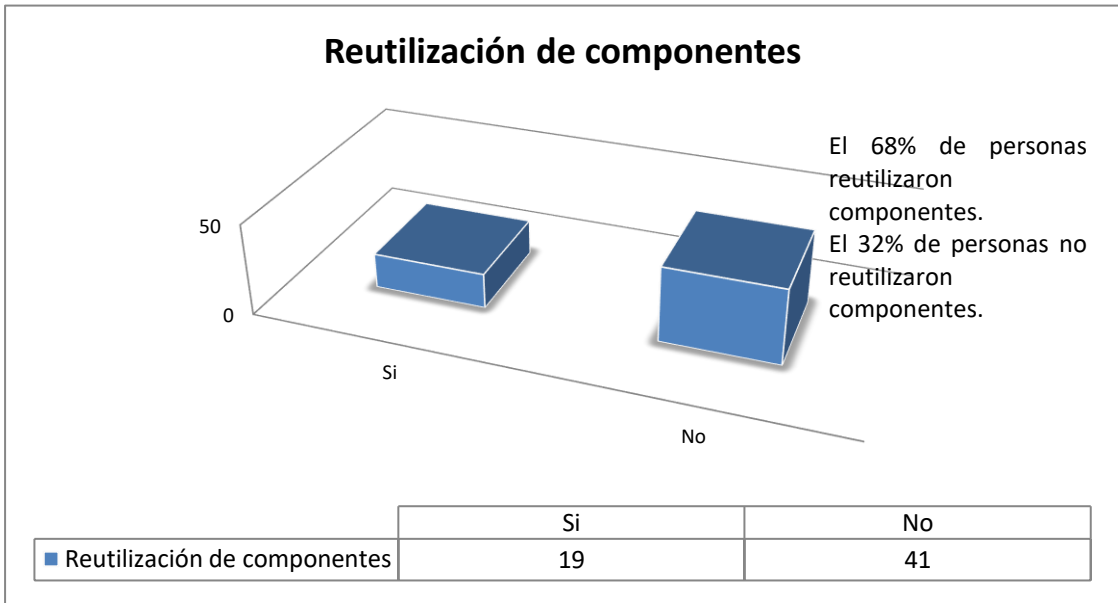 Reutilización de componentes
El 68% de personas
reutilizaron
componentes.
El 32% de personas no
reutilizaron
componentes.
50
0
Si
No
Si No
Reutilización de componentes 19 41